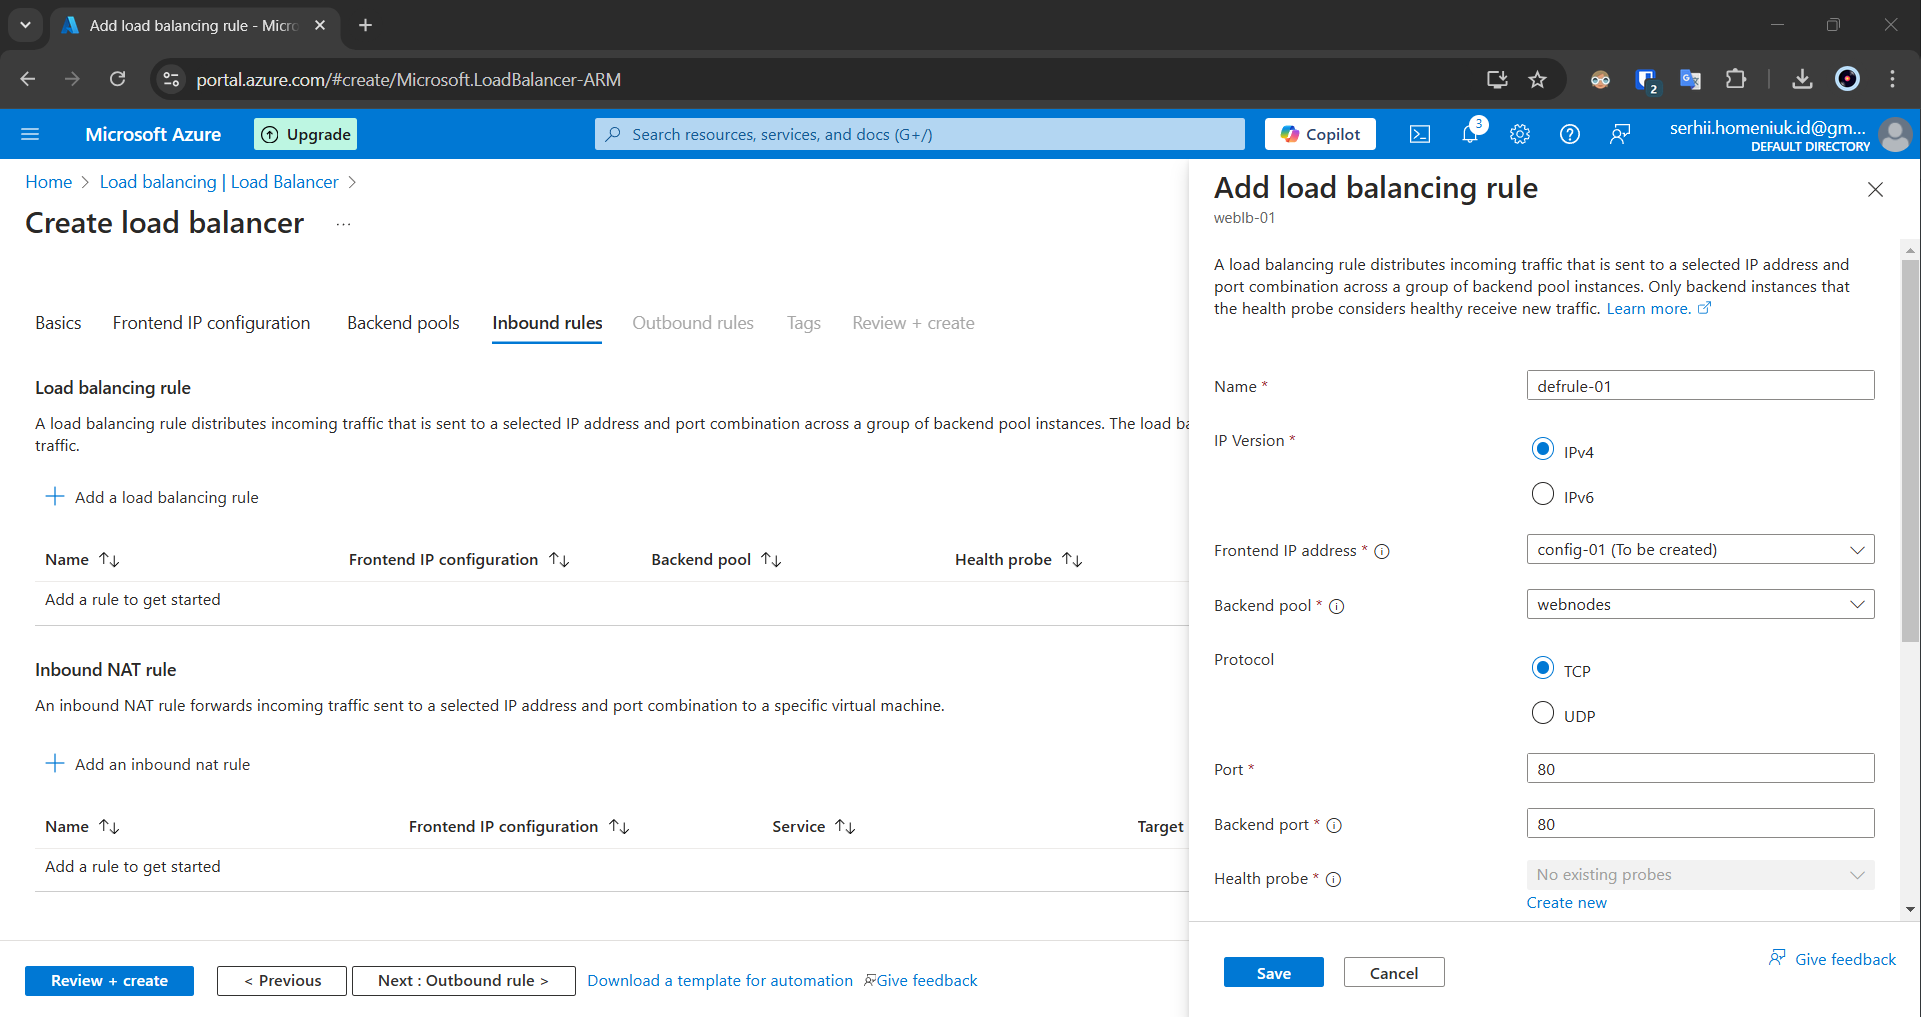 Add load balancing rule - Micro
portal.azure.com/#create/Microsoft.LoadBalancer-ARM
2
Microsoft Azure
Upgrade
Search resources, services, and docs (G+/)
Copilot
3
serhii.homeniuk.id@gm...
DEFAULT DIRECTORY
Home > Load balancing | Load Balancer >
Create load balancer ...
Basics Frontend IP configuration Backend pools Inbound rules Outbound rules Tags Review + create
Load balancing rule
A load balancing rule distributes incoming traffic that is sent to a selected IP address and port combination across a group of backend pool instances. The load ba
traffic.
+ Add a load balancing rule
Name ↑↓ Frontend IP configuration ↑↓ Backend pool ↑↓ Health probe ↑↓
Add a rule to get started
Inbound NAT rule
An inbound NAT rule forwards incoming traffic sent to a selected IP address and port combination to a specific virtual machine.
+ Add an inbound nat rule
Name ↑↓ Frontend IP configuration ↑↓ Service ↑↓ Target
Add a rule to get started
Review + create < Previous Next : Outbound rule > Download a template for automation Give feedback
Add load balancing rule
weblb-01
A load balancing rule distributes incoming traffic that is sent to a selected IP address and
port combination across a group of backend pool instances. Only backend instances that
the health probe considers healthy receive new traffic. Learn more.
Name * defrule-01
IP Version * IPv4
IPv6
Frontend IP address * config-01 (To be created)
Backend pool * webnodes
Protocol TCP
UDP
Port * 80
Backend port * 80
Health probe * No existing probes
Create new
Save Cancel Give feedback